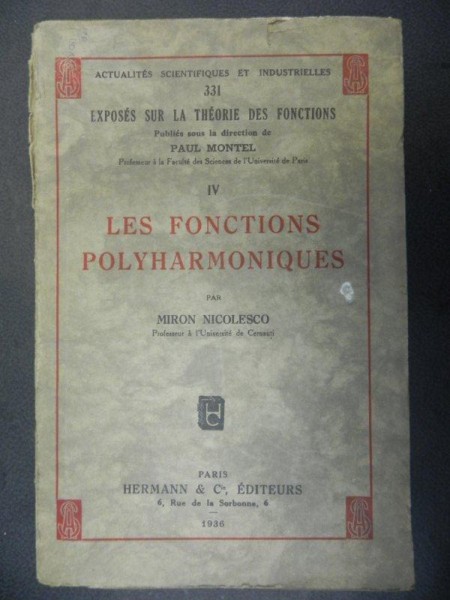 ACTUALITÉS SCIENTIFIQUES ET INDUSTRIELLES
331
EXPOSÉS SUR LA THÉORIE DES FONCTIONS
Publiés sous la direction de
PAUL MONTEL
Professeur à la Faculté des Sciences de l'Université de Paris
IV
LES FONCTIONS
POLYHARMONIQUES
PAR
MIRON NICOLESCO
Professeur à l'Université de Cernauti
HC
PARIS
HERMANN & Cie, ÉDITEURS
6, Rue de la Sorbonne, 6
1936